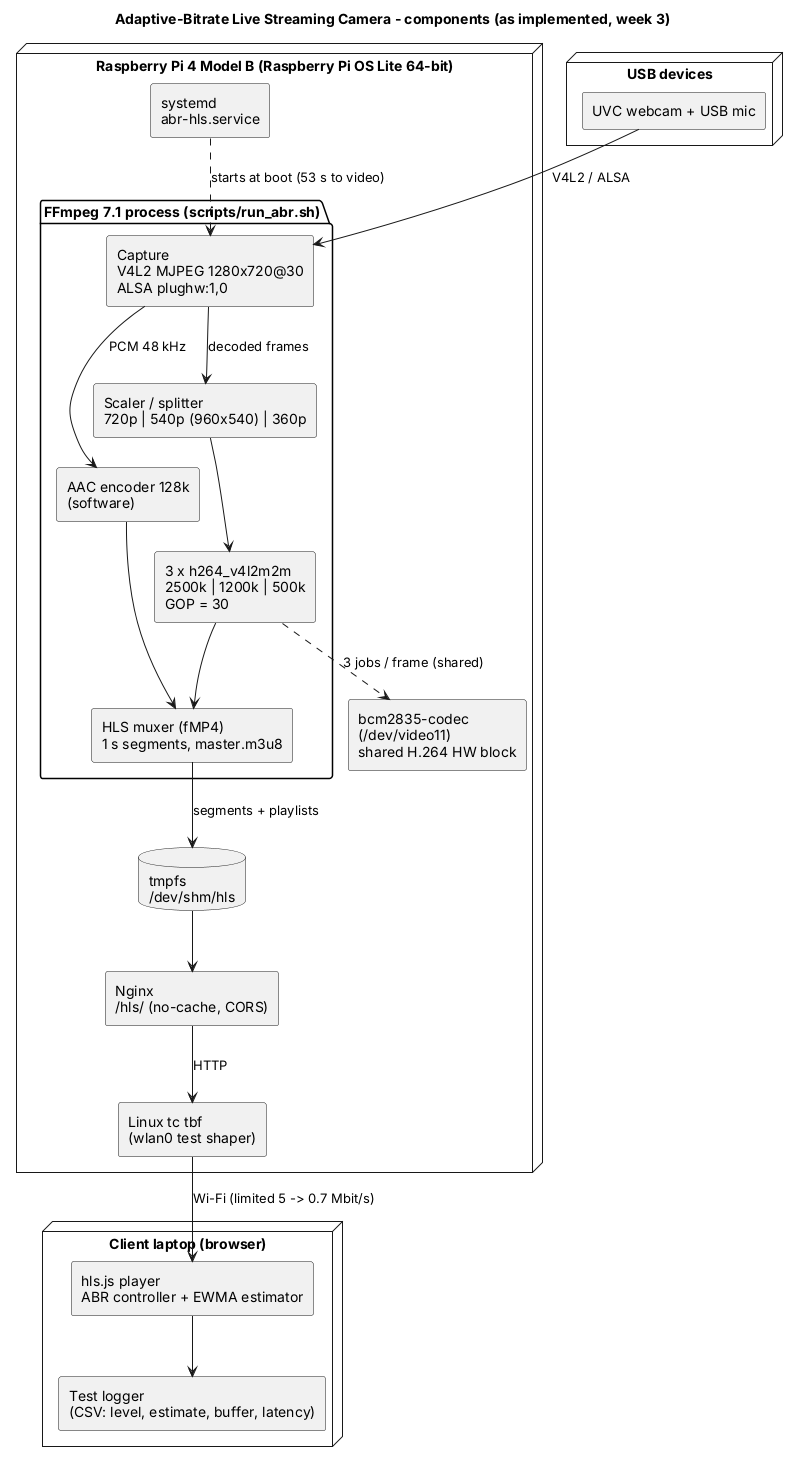 Adaptive-Bitrate Live Streaming Camera - components (as implemented, week 3)
Raspberry Pi 4 Model B (Raspberry Pi OS Lite 64-bit)
USB devices
systemd
abr-hls.service
UVC webcam + USB mic
starts at boot (53 s to video)
V4L2 / ALSA
FFmpeg 7.1 process (scripts/run_abr.sh)
Capture
V4L2 MJPEG 1280x720@30
ALSA plughw:1,0
PCM 48 kHz
decoded frames
Scaler / splitter
720p | 540p (960x540) | 360p
AAC encoder 128k
(software)
3 x h264_v4l2m2m
2500k | 1200k | 500k
GOP = 30
3 jobs / frame (shared)
HLS muxer (fMP4)
1 s segments, master.m3u8
bcm2835-codec
(/dev/video11)
shared H.264 HW block
segments + playlists
tmpfs
/dev/shm/hls
Nginx
/hls/ (no-cache, CORS)
HTTP
Linux tc tbf
(wlan0 test shaper)
Wi-Fi (limited 5 -> 0.7 Mbit/s)
Client laptop (browser)
hls.js player
ABR controller + EWMA estimator
Test logger
(CSV: level, estimate, buffer, latency)